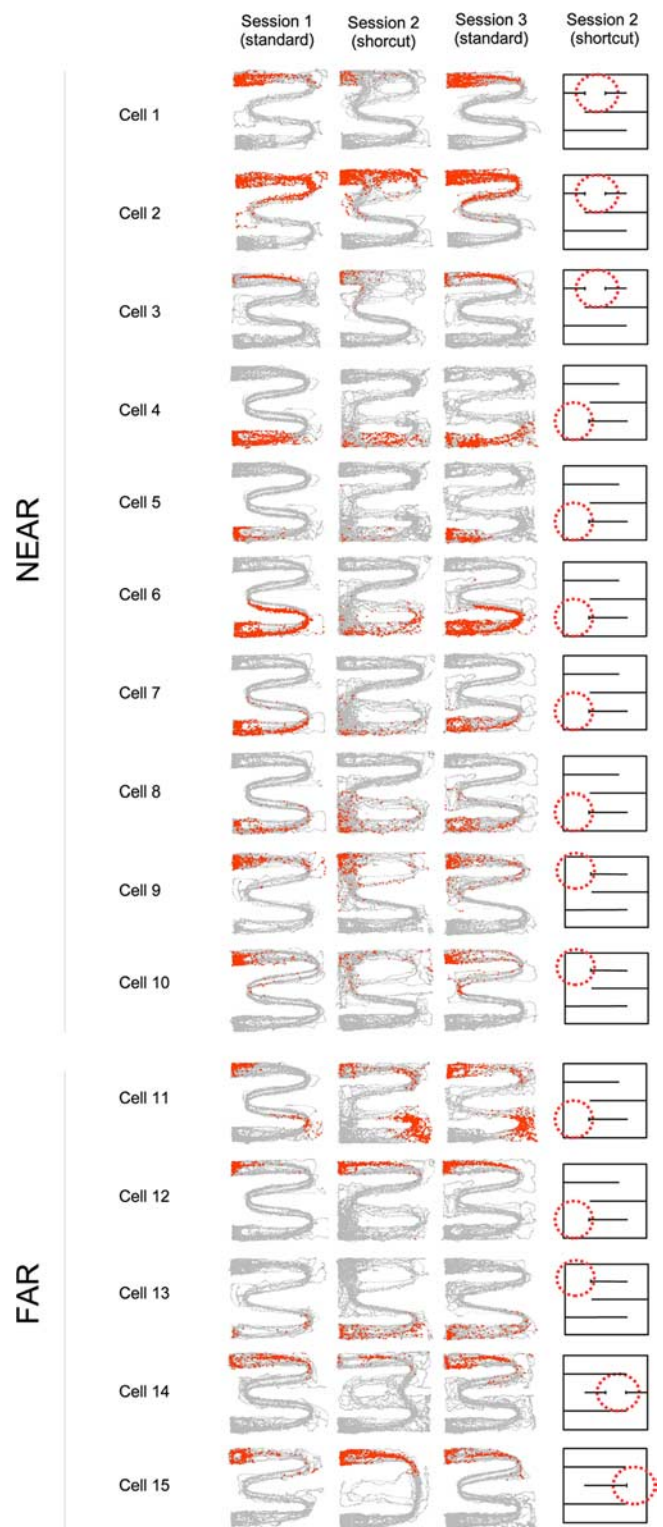 Session 1 Session 2 Session 3 Session 2
(standard) (shorcut) (standard) (shortcut)
NEAR
Cell 1
Cell 2
Cell 3
Cell 4
Cell 5
Cell 6
Cell 7
Cell 8
Cell 9
Cell 10
FAR
Cell 11
Cell 12
Cell 13
Cell 14
Cell 15